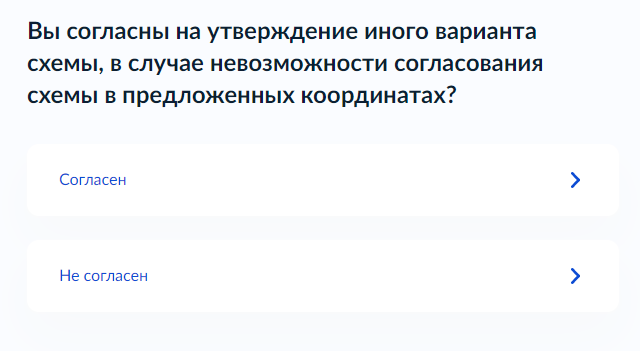 Вы согласны на утверждение иного варианта
схемы, в случае невозможности согласования
схемы в предложенных координатах?
Согласен
Не согласен